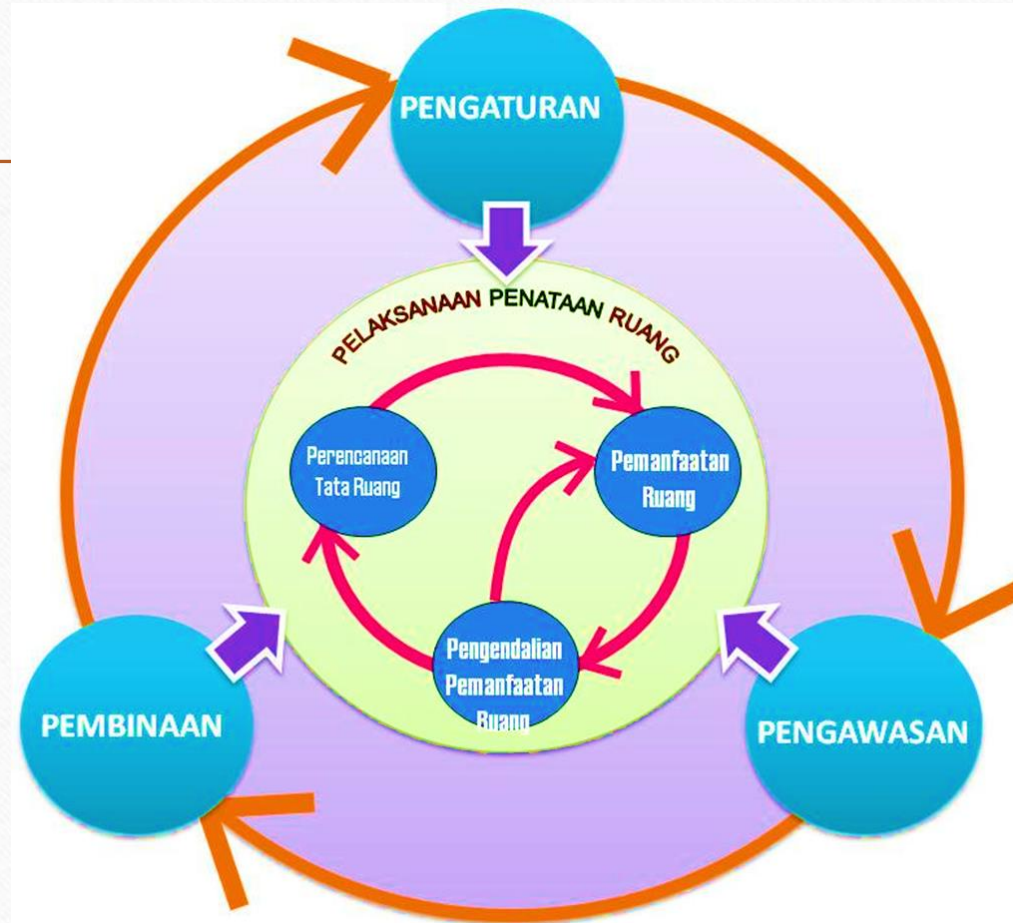 PENGATURAN
PELAKSANAAN PENATAAN RUANG
Perencanaan
Tata Ruang
Pemanfaatan
Ruang
Pengendalian
Pemanfaatan
Ruang
PEMBINAAN
PENGAWASAN